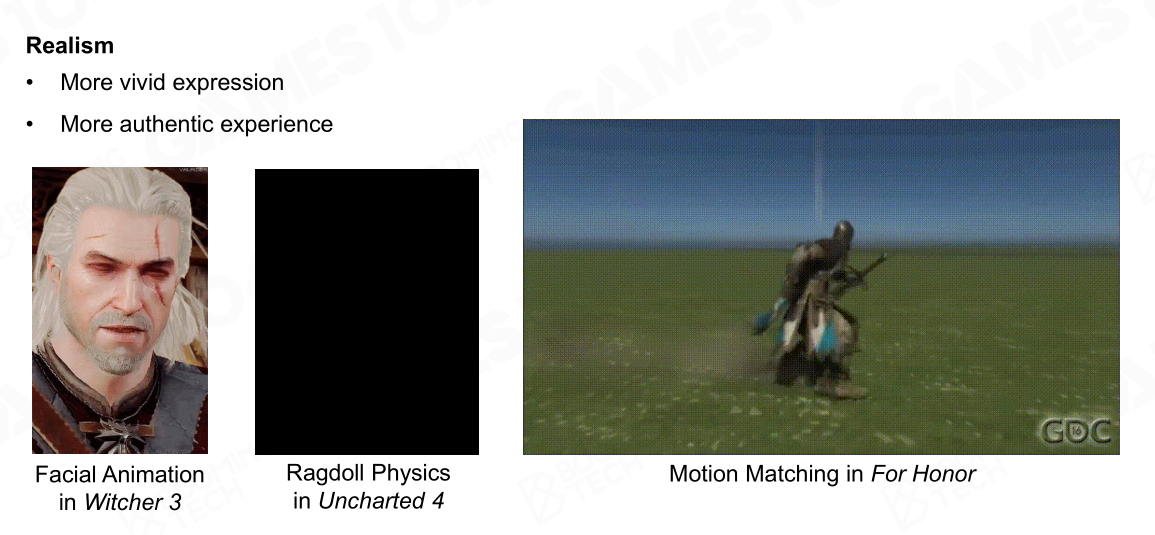 Realism
• More vivid expression
• More authentic experience
Facial Animation
in Witcher 3
Ragdoll Physics
in Uncharted 4
Motion Matching in For Honor
GDC
16
GAMES 104
BOOMING
TECH